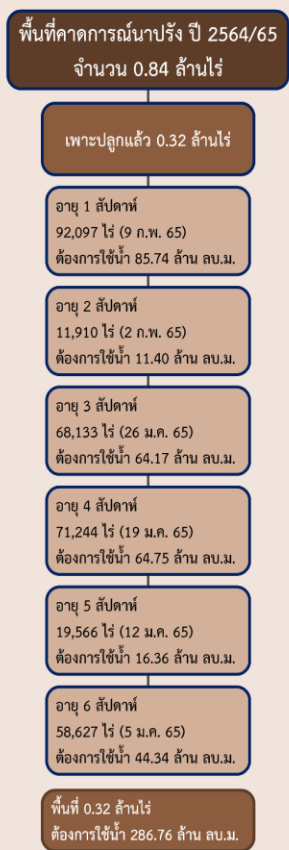 พื้นที่คาดการณ์นาปรัง ปี 2564/65
จำนวน 0.84 ล้านไร่
เพาะปลูกแล้ว 0.32 ล้านไร่
อายุ 1 สัปดาห์
92,097 ไร่ (9 ก.พ. 65)
ต้องการใช้น้ำ 85.74 ล้าน ลบ.ม.
อายุ 2 สัปดาห์
11,910 ไร่ (2 ก.พ. 65)
ต้องการใช้น้ำ 11.40 ล้าน ลบ.ม.
อายุ 3 สัปดาห์
68,133 ไร่ (26 ม.ค. 65)
ต้องการใช้น้ำ 64.17 ล้าน ลบ.ม.
อายุ 4 สัปดาห์
71,244 ไร่ (19 ม.ค. 65)
ต้องการใช้น้ำ 64.75 ล้าน ลบ.ม.
อายุ 5 สัปดาห์
19,566 ไร่ (12 ม.ค. 65)
ต้องการใช้น้ำ 16.36 ล้าน ลบ.ม.
อายุ 6 สัปดาห์
58,627 ไร่ (5 ม.ค. 65)
ต้องการใช้น้ำ 44.34 ล้าน ลบ.ม.
พื้นที่ 0.32 ล้านไร่
ต้องการใช้น้ำ 286.76 ล้าน ลบ.ม.